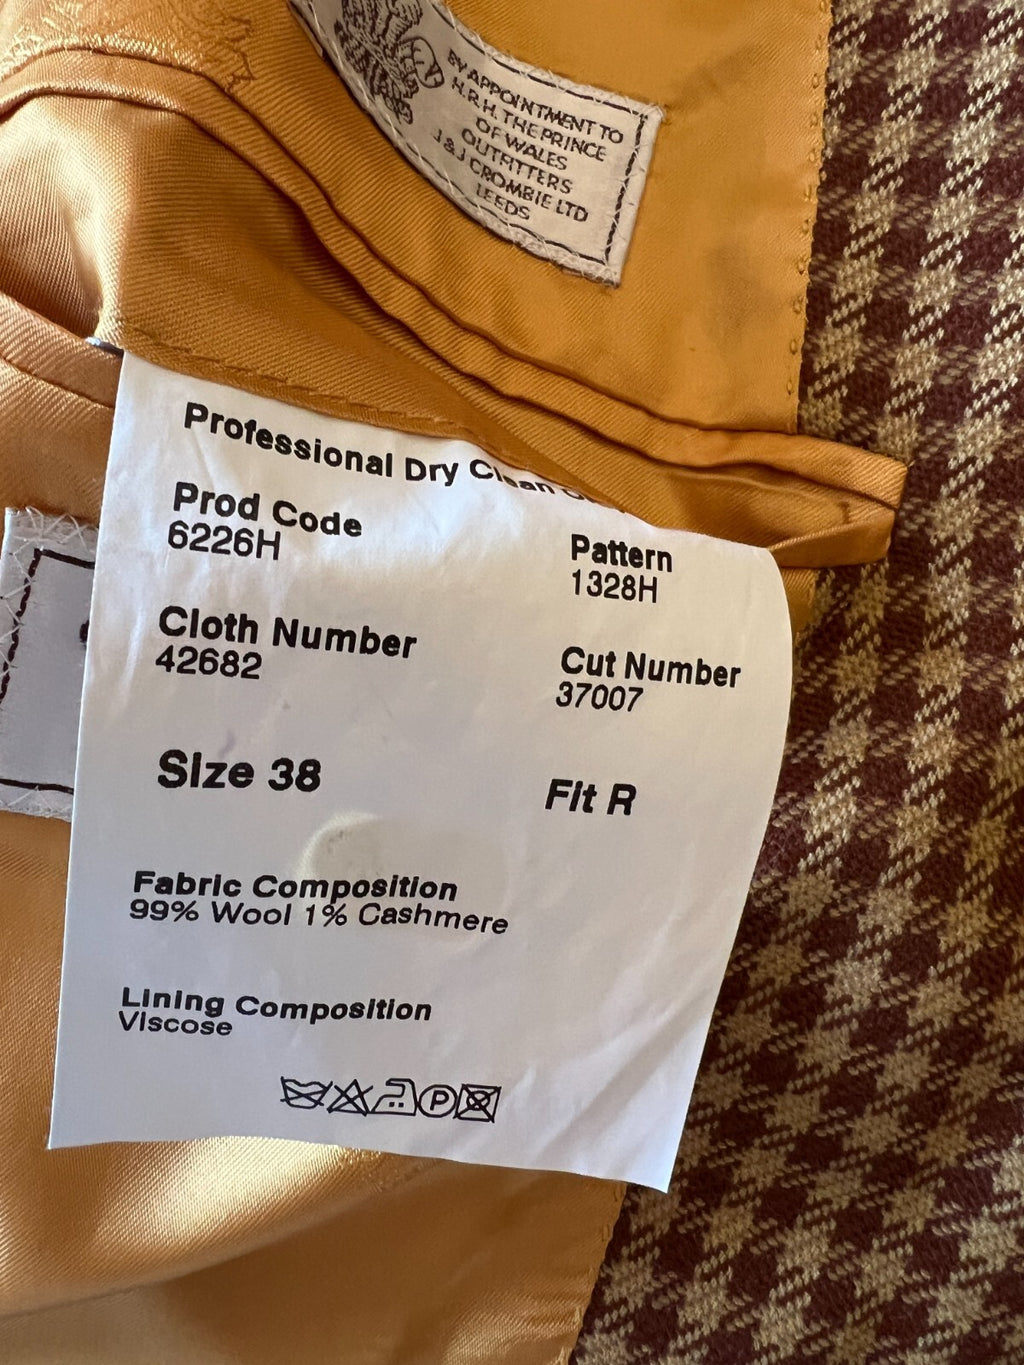 BY APPOINTMENT TO
H.R.H. THE PRINCE
OF WALES
OUTFITTERS
J&J CROMBIE LTD
LEEDS
Professional Dry Clean
Prod Code
6226H
Pattern
1328H
Cloth Number
42682
Cut Number
37007
Size 38
Fit R
Fabric Composition
99% Wool 1% Cashmere
Lining Composition
Viscose
P